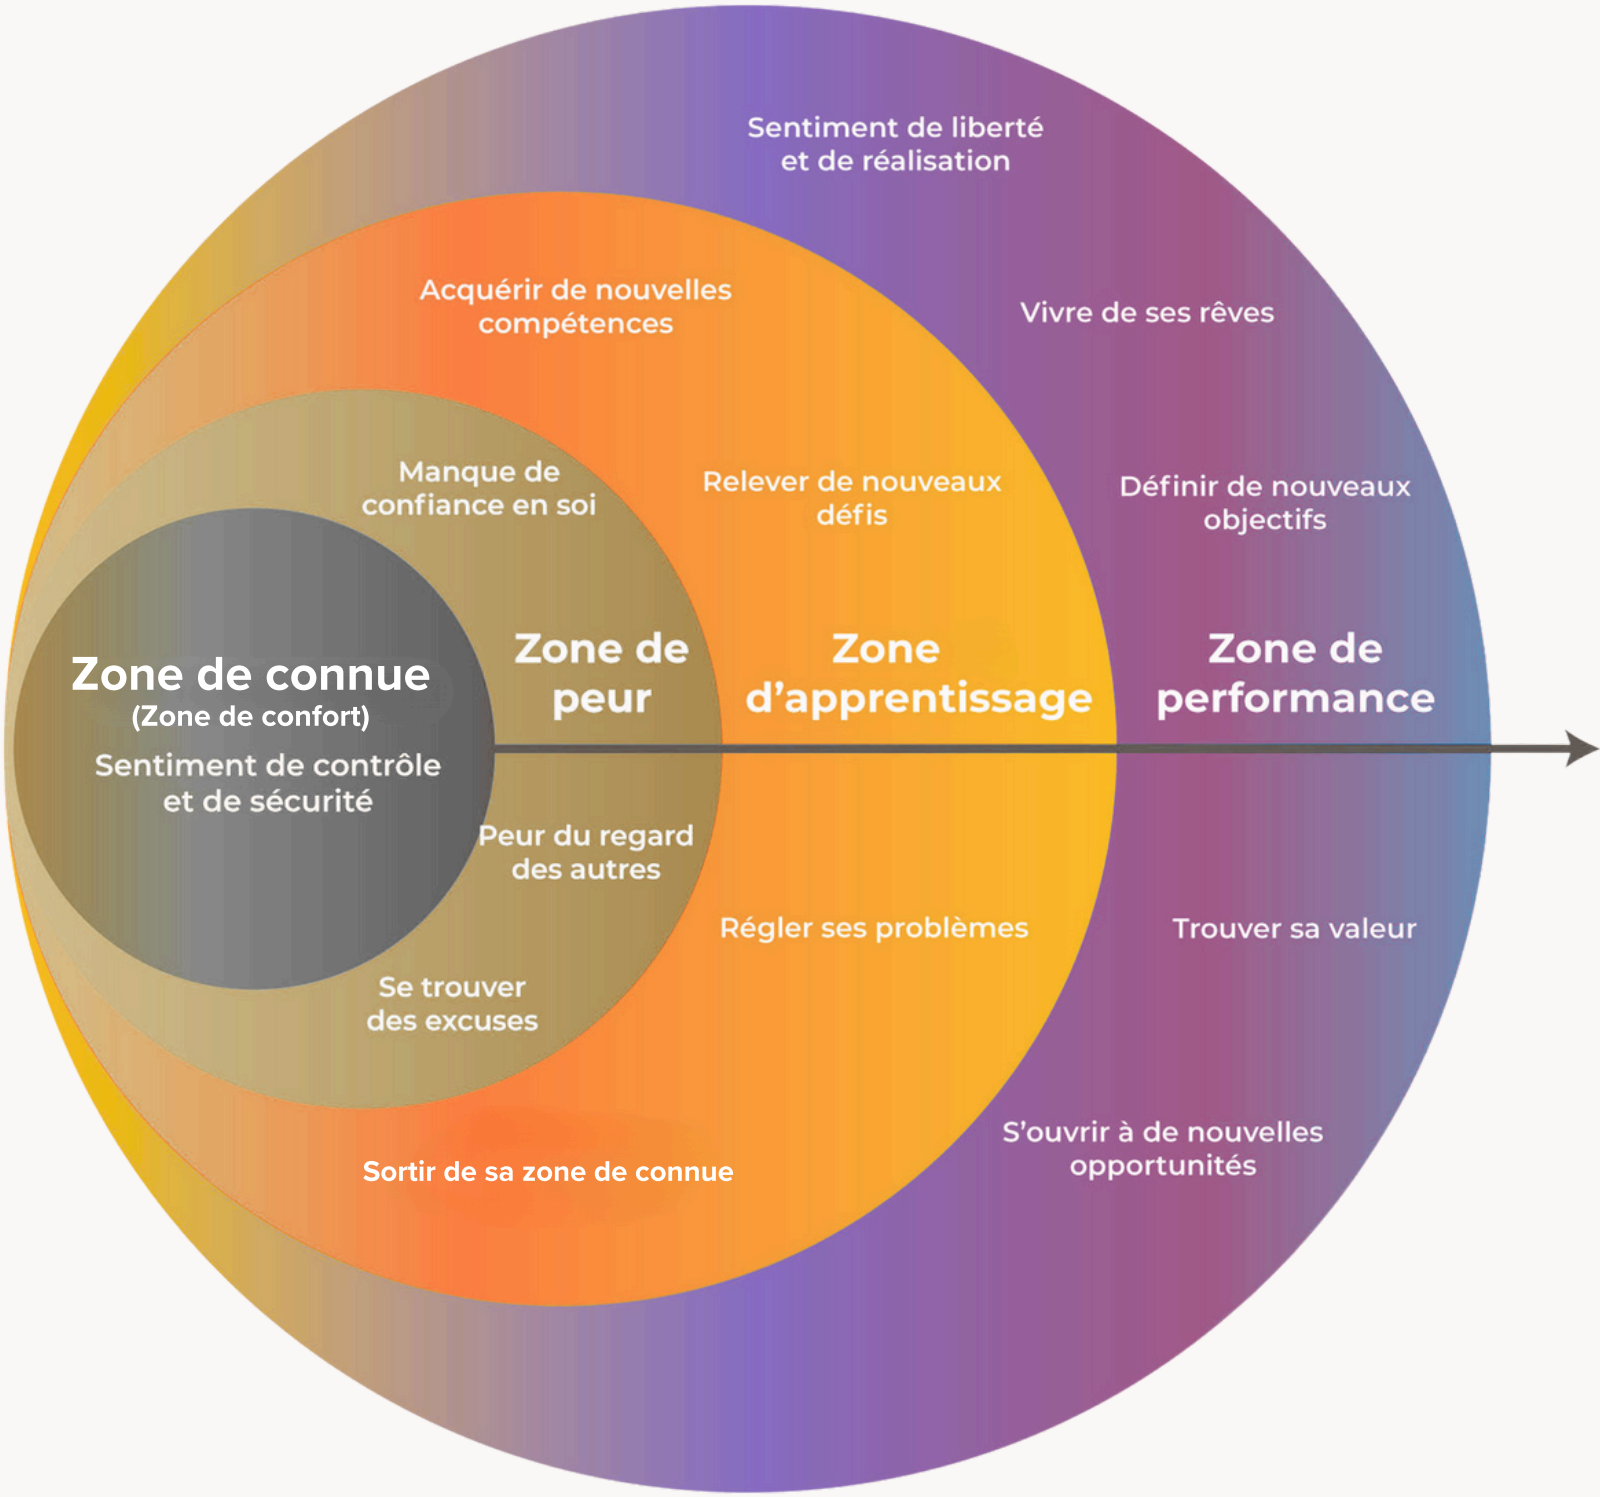 Sentiment de liberté
et de réalisation
Acquérir de nouvelles
compétences
Vivre de ses rêves
Manque de
confiance en soi
Relever de nouveaux
défis
Définir de nouveaux
objectifs
Zone de connue
(Zone de confort)
Sentiment de contrôle
et de sécurité
Zone de
peur
Zone
d’apprentissage
Zone de
performance
Peur du regard
des autres
Régler ses problèmes
Trouver sa valeur
Se trouver
des excuses
Sortir de sa zone de connue
S’ouvrir à de nouvelles
opportunités